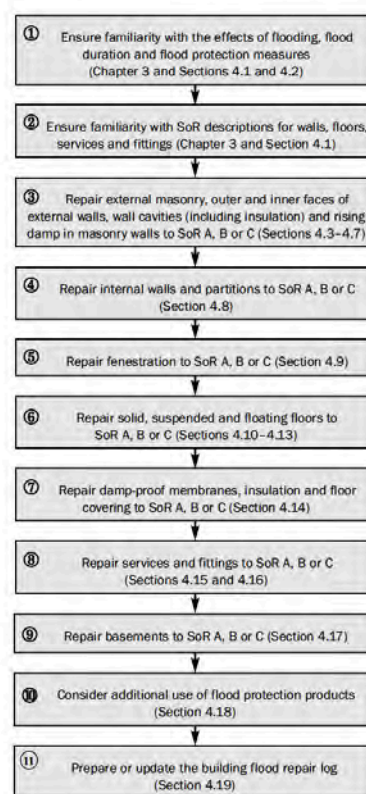 ① Ensure familiarity with the effects of flooding, flood
duration and flood protection measures
(Chapter 3 and Sections 4.1 and 4.2)
② Ensure familiarity with SoR descriptions for walls, floors,
services and fittings (Chapter 3 and Section 4.1)
③ Repair external masonry, outer and inner faces of
external walls, wall cavities (including insulation) and rising
damp in masonry walls to SoR A, B or C (Sections 4.3–4.7)
④ Repair internal walls and partitions to SoR A, B or C
(Section 4.8)
⑤ Repair fenestration to SoR A, B or C (Section 4.9)
⑥ Repair solid, suspended and floating floors to
SoR A, B or C (Sections 4.10–4.13)
⑦ Repair damp-proof membranes, insulation and floor
covering to SoR A, B or C (Section 4.14)
⑧ Repair services and fittings to SoR A, B or C
(Sections 4.15 and 4.16)
⑨ Repair basements to SoR A, B or C (Section 4.17)
⑩ Consider additional use of flood protection products
(Section 4.18)
⑪ Prepare or update the building flood repair log
(Section 4.19)